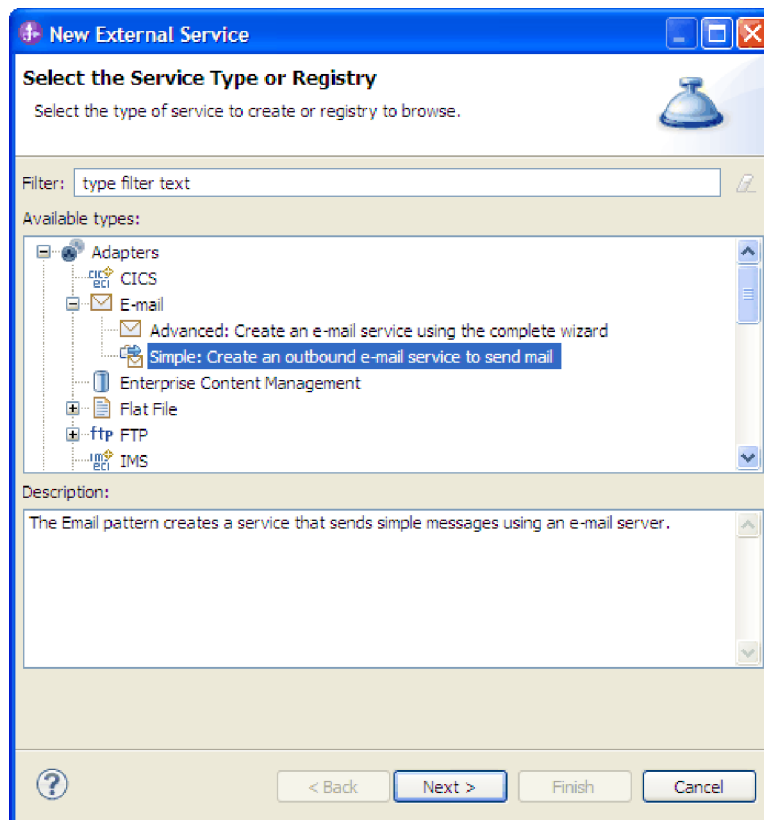 New External Service
Select the Service Type or Registry
Select the type of service to create or registry to browse.
Filter: type filter text
Available types:
Adapters
CICS
E-mail
Advanced: Create an e-mail service using the complete wizard
Simple: Create an outbound e-mail service to send mail
Enterprise Content Management
Flat File
ftp FTP
IMS
Description:
The Email pattern creates a service that sends simple messages using an e-mail server.
? < Back Next > Finish Cancel